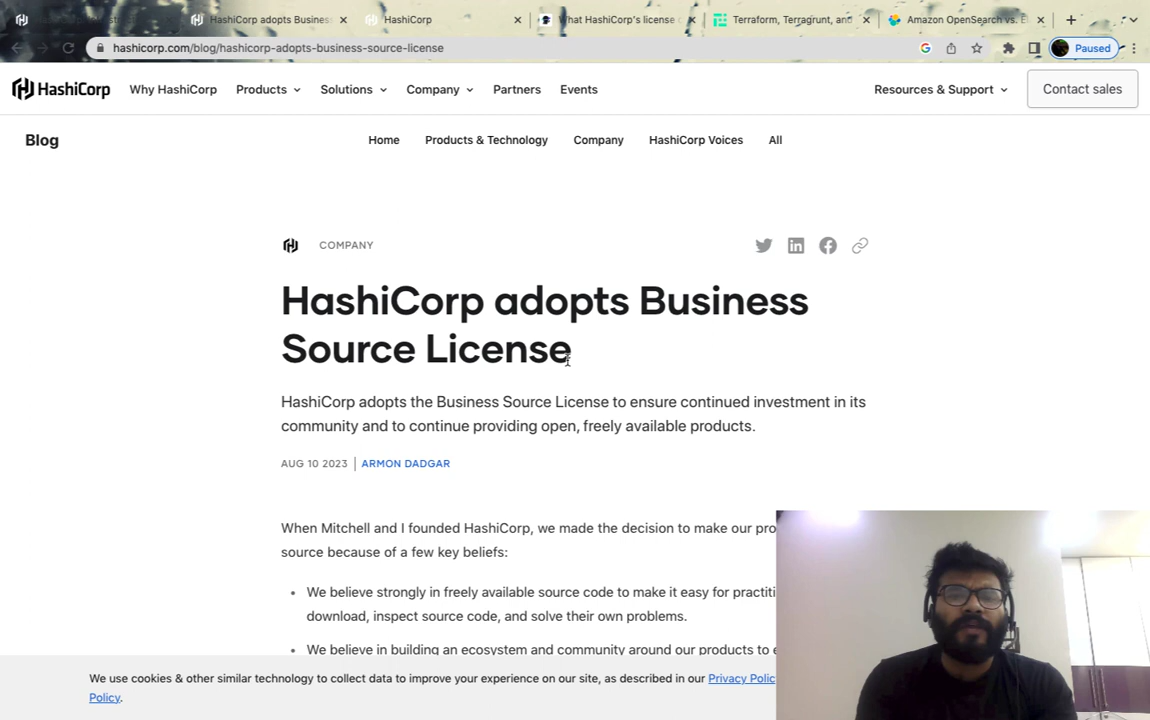 HashiCorp adopts Busines
HashiCorp
What HashiCorp's license
Terraform, Terragrunt, and
Amazon OpenSearch vs. E
hashicorp.com/blog/hashicorp-adopts-business-source-license
Paused
HashiCorp
Why HashiCorp
Products
Solutions
Company
Partners
Events
Resources & Support
Contact sales
Blog
Home
Products & Technology
Company
HashiCorp Voices
All
COMPANY
HashiCorp adopts Business
Source License
HashiCorp adopts the Business Source License to ensure continued investment in its
community and to continue providing open, freely available products.
AUG 10 2023 | ARMON DADGAR
When Mitchell and I founded HashiCorp, we made the decision to make our pro
source because of a few key beliefs:
• We believe strongly in freely available source code to make it easy for practiti
download, inspect source code, and solve their own problems.
• We believe in building an ecosystem and community around our products to e
We use cookies & other similar technology to collect data to improve your experience on our site, as described in our Privacy Polic
Policy.